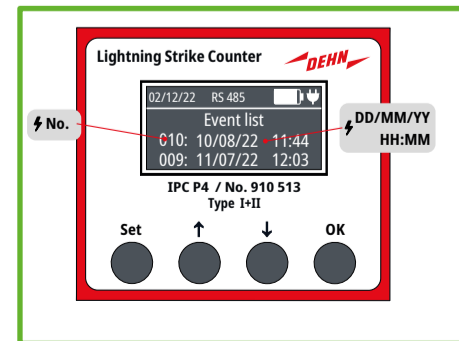 Lightning Strike Counter
DEHN
02/12/22 RS 485
Event list
010: 10/08/22 11:44
009: 11/07/22 12:03
No.
DD/MM/YY
HH:MM
IPC P4 / No. 910 513
Type I+II
Set ↑ ↓ OK